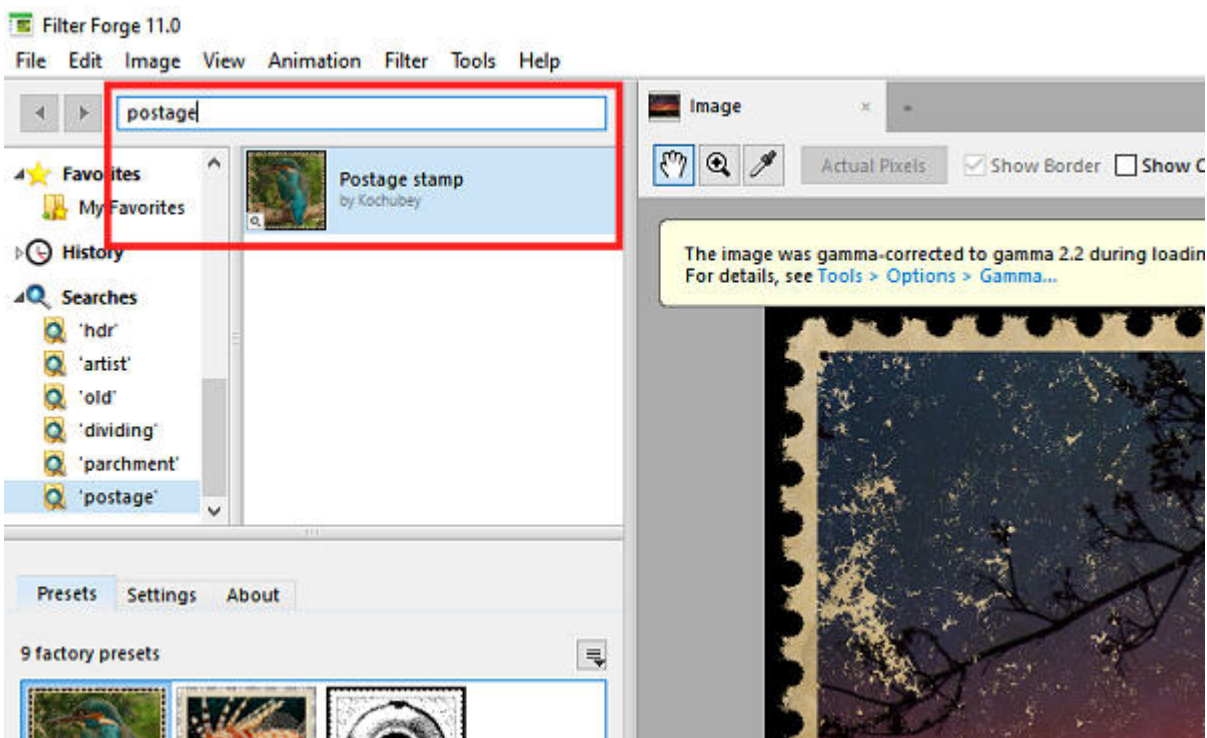 Filter Forge 11.0
File Edit Image View Animation Filter Tools Help
postage
Favorites
My Favorites
History
Searches
'hdr'
'artist'
'old'
'dividing'
'parchment'
'postage'
Postage stamp
by Kochubey
Presets Settings About
9 factory presets
Image
Actual Pixels Show Border Show
The image was gamma-corrected to gamma 2.2 during
For details, see Tools > Options > Gamma...